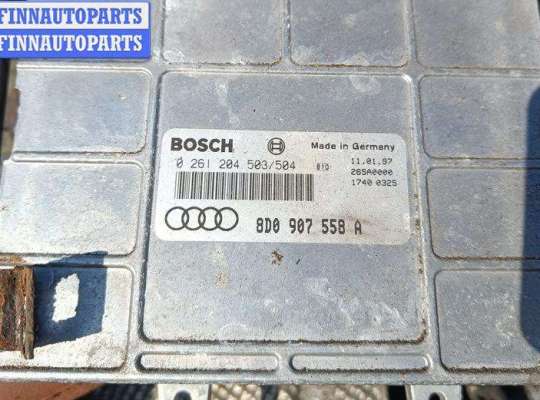 FINNAUTOPARTS
FINNAUTOPARTS
BOSCH
Made in Germany
0 261 204 503/504
11.01.97
26SA0000
1740 0325
8D0 907 558 A